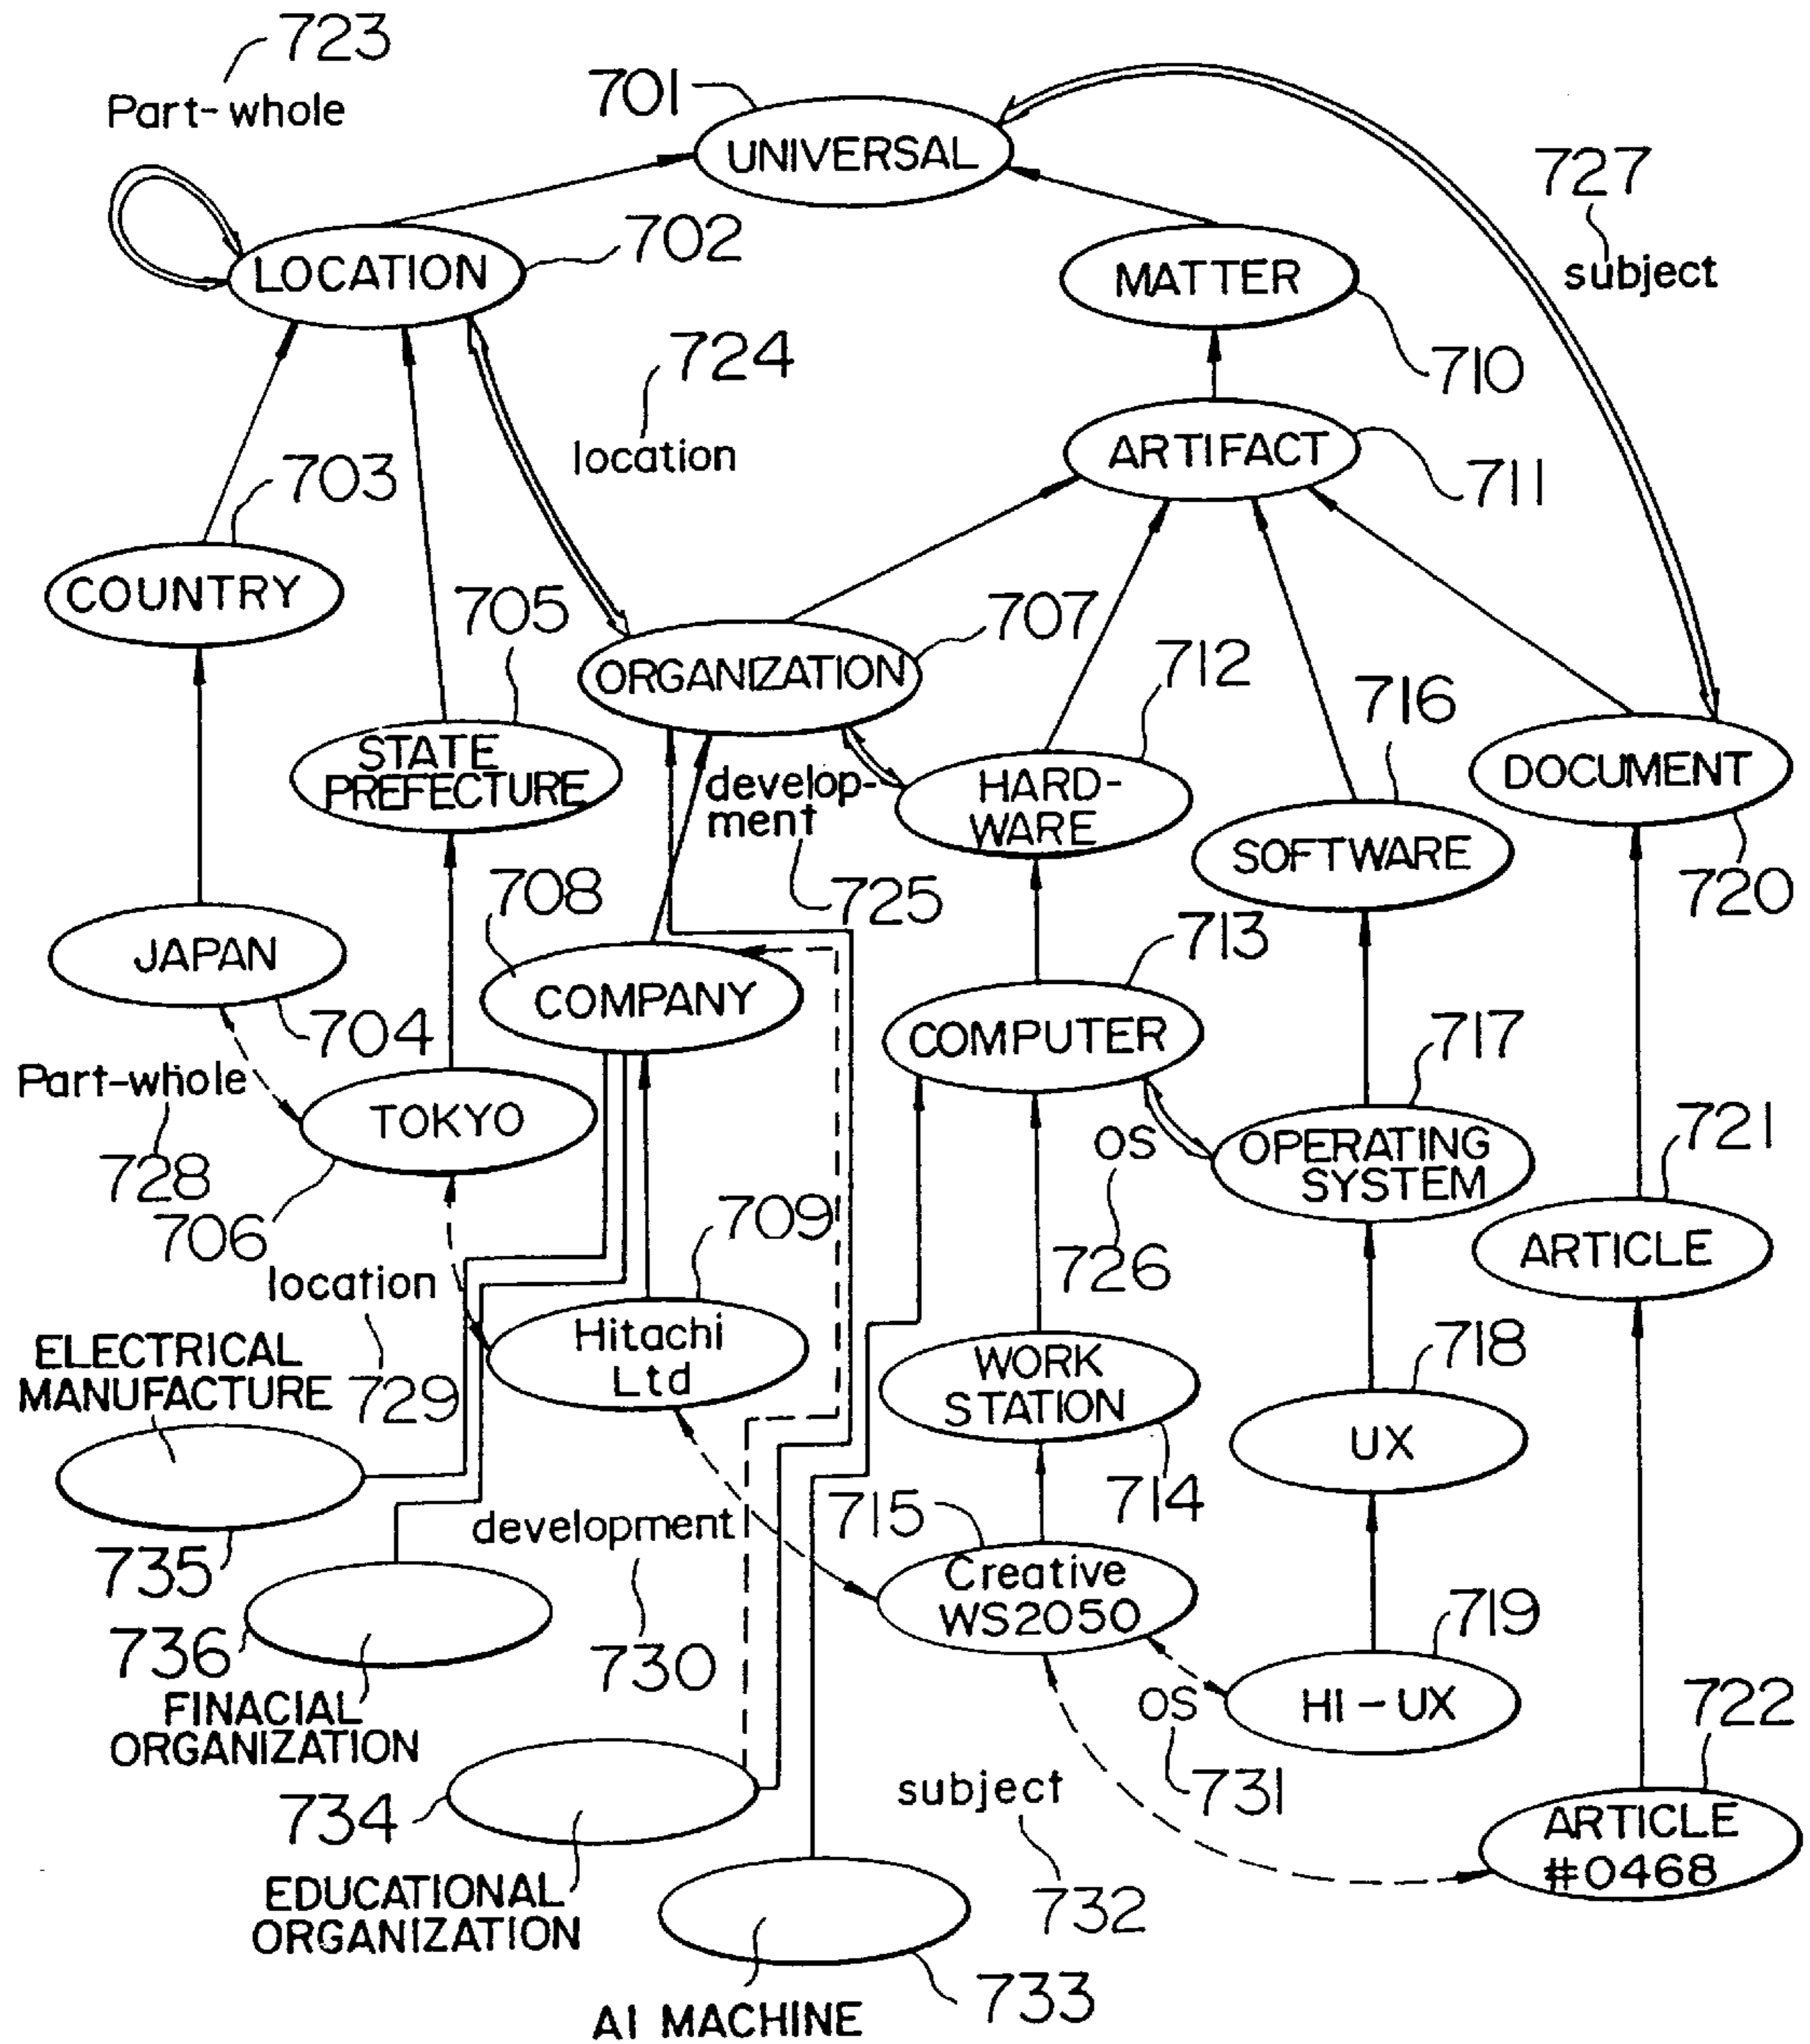 723
Part-whole
701
UNIVERSAL
727
subject
702
LOCATION
MATTER
710
724
location
ARTIFACT
711
703
COUNTRY
705
707
ORGANIZATION
712
716
STATE
PREFECTURE
develop-
ment
HARD-
WARE
DOCUMENT
SOFTWARE
720
708
725
713
JAPAN
COMPANY
704
COMPUTER
717
Part-whole
TOKYO
OS
OPERATING
SYSTEM
721
728
706
709
726
ARTICLE
location
Hitachi
Ltd
718
ELECTRICAL
MANUFACTURE
729
WORK
STATION
UX
714
715
development
735
Creative
WS2050
719
736
730
FINACIAL
ORGANIZATION
OS
HI-UX
722
731
734
subject
ARTICLE
#0468
EDUCATIONAL
ORGANIZATION
732
733
AI MACHINE